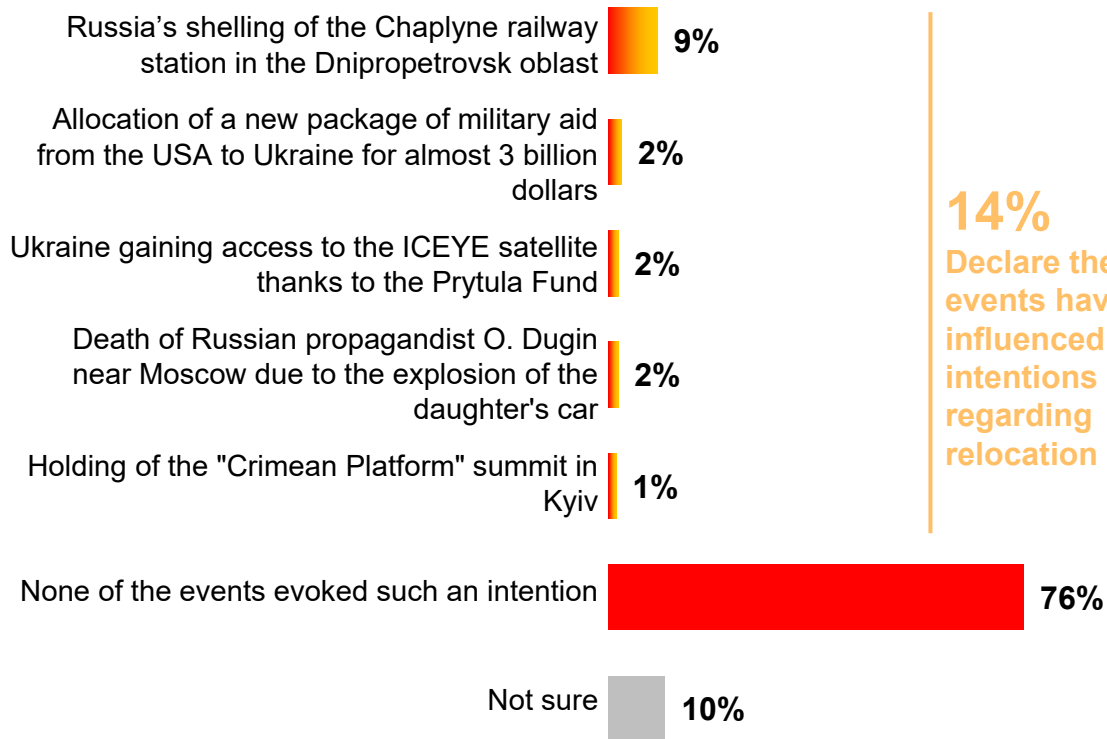 Russia’s shelling of the Chaplyne railway
station in the Dnipropetrovsk oblast
9%
Allocation of a new package of military aid
from the USA to Ukraine for almost 3 billion
dollars
2%
Ukraine gaining access to the ICEYE satellite
thanks to the Prytula Fund
2%
Death of Russian propagandist O. Dugin
near Moscow due to the explosion of the
daughter's car
2%
Holding of the "Crimean Platform" summit in
Kyiv
1%
14%
Declare the
events hav
influenced
intentions
regarding
relocation
None of the events evoked such an intention
76%
Not sure
10%